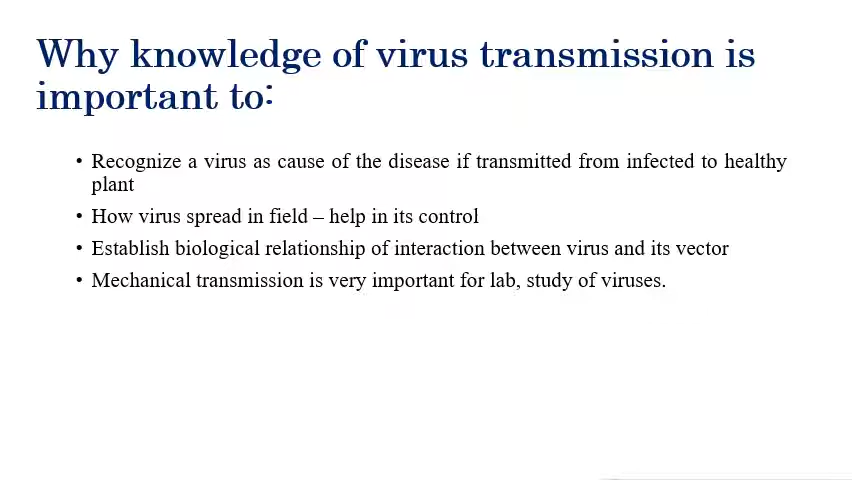 Why knowledge of virus transmission is
important to:
• Recognize a virus as cause of the disease if transmitted from infected to healthy
plant
• How virus spread in field – help in its control
• Establish biological relationship of interaction between virus and its vector
• Mechanical transmission is very important for lab, study of viruses.